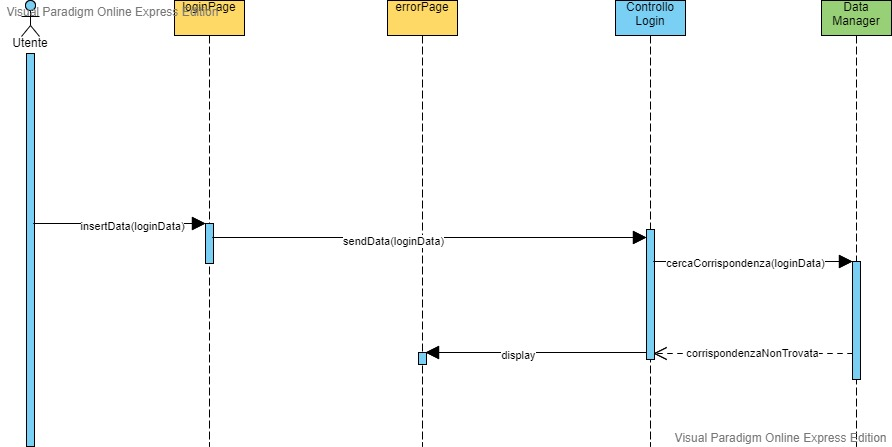 Visual Paradigm Online Express Edition
loginPage
errorPage
Controllo
Login
Data
Manager
Utente
insertData(loginData)
sendData(loginData)
cercaCorrispondenza(loginData)
display
corrispondenzaNonTrovata
Visual Paradigm Online Express Edition